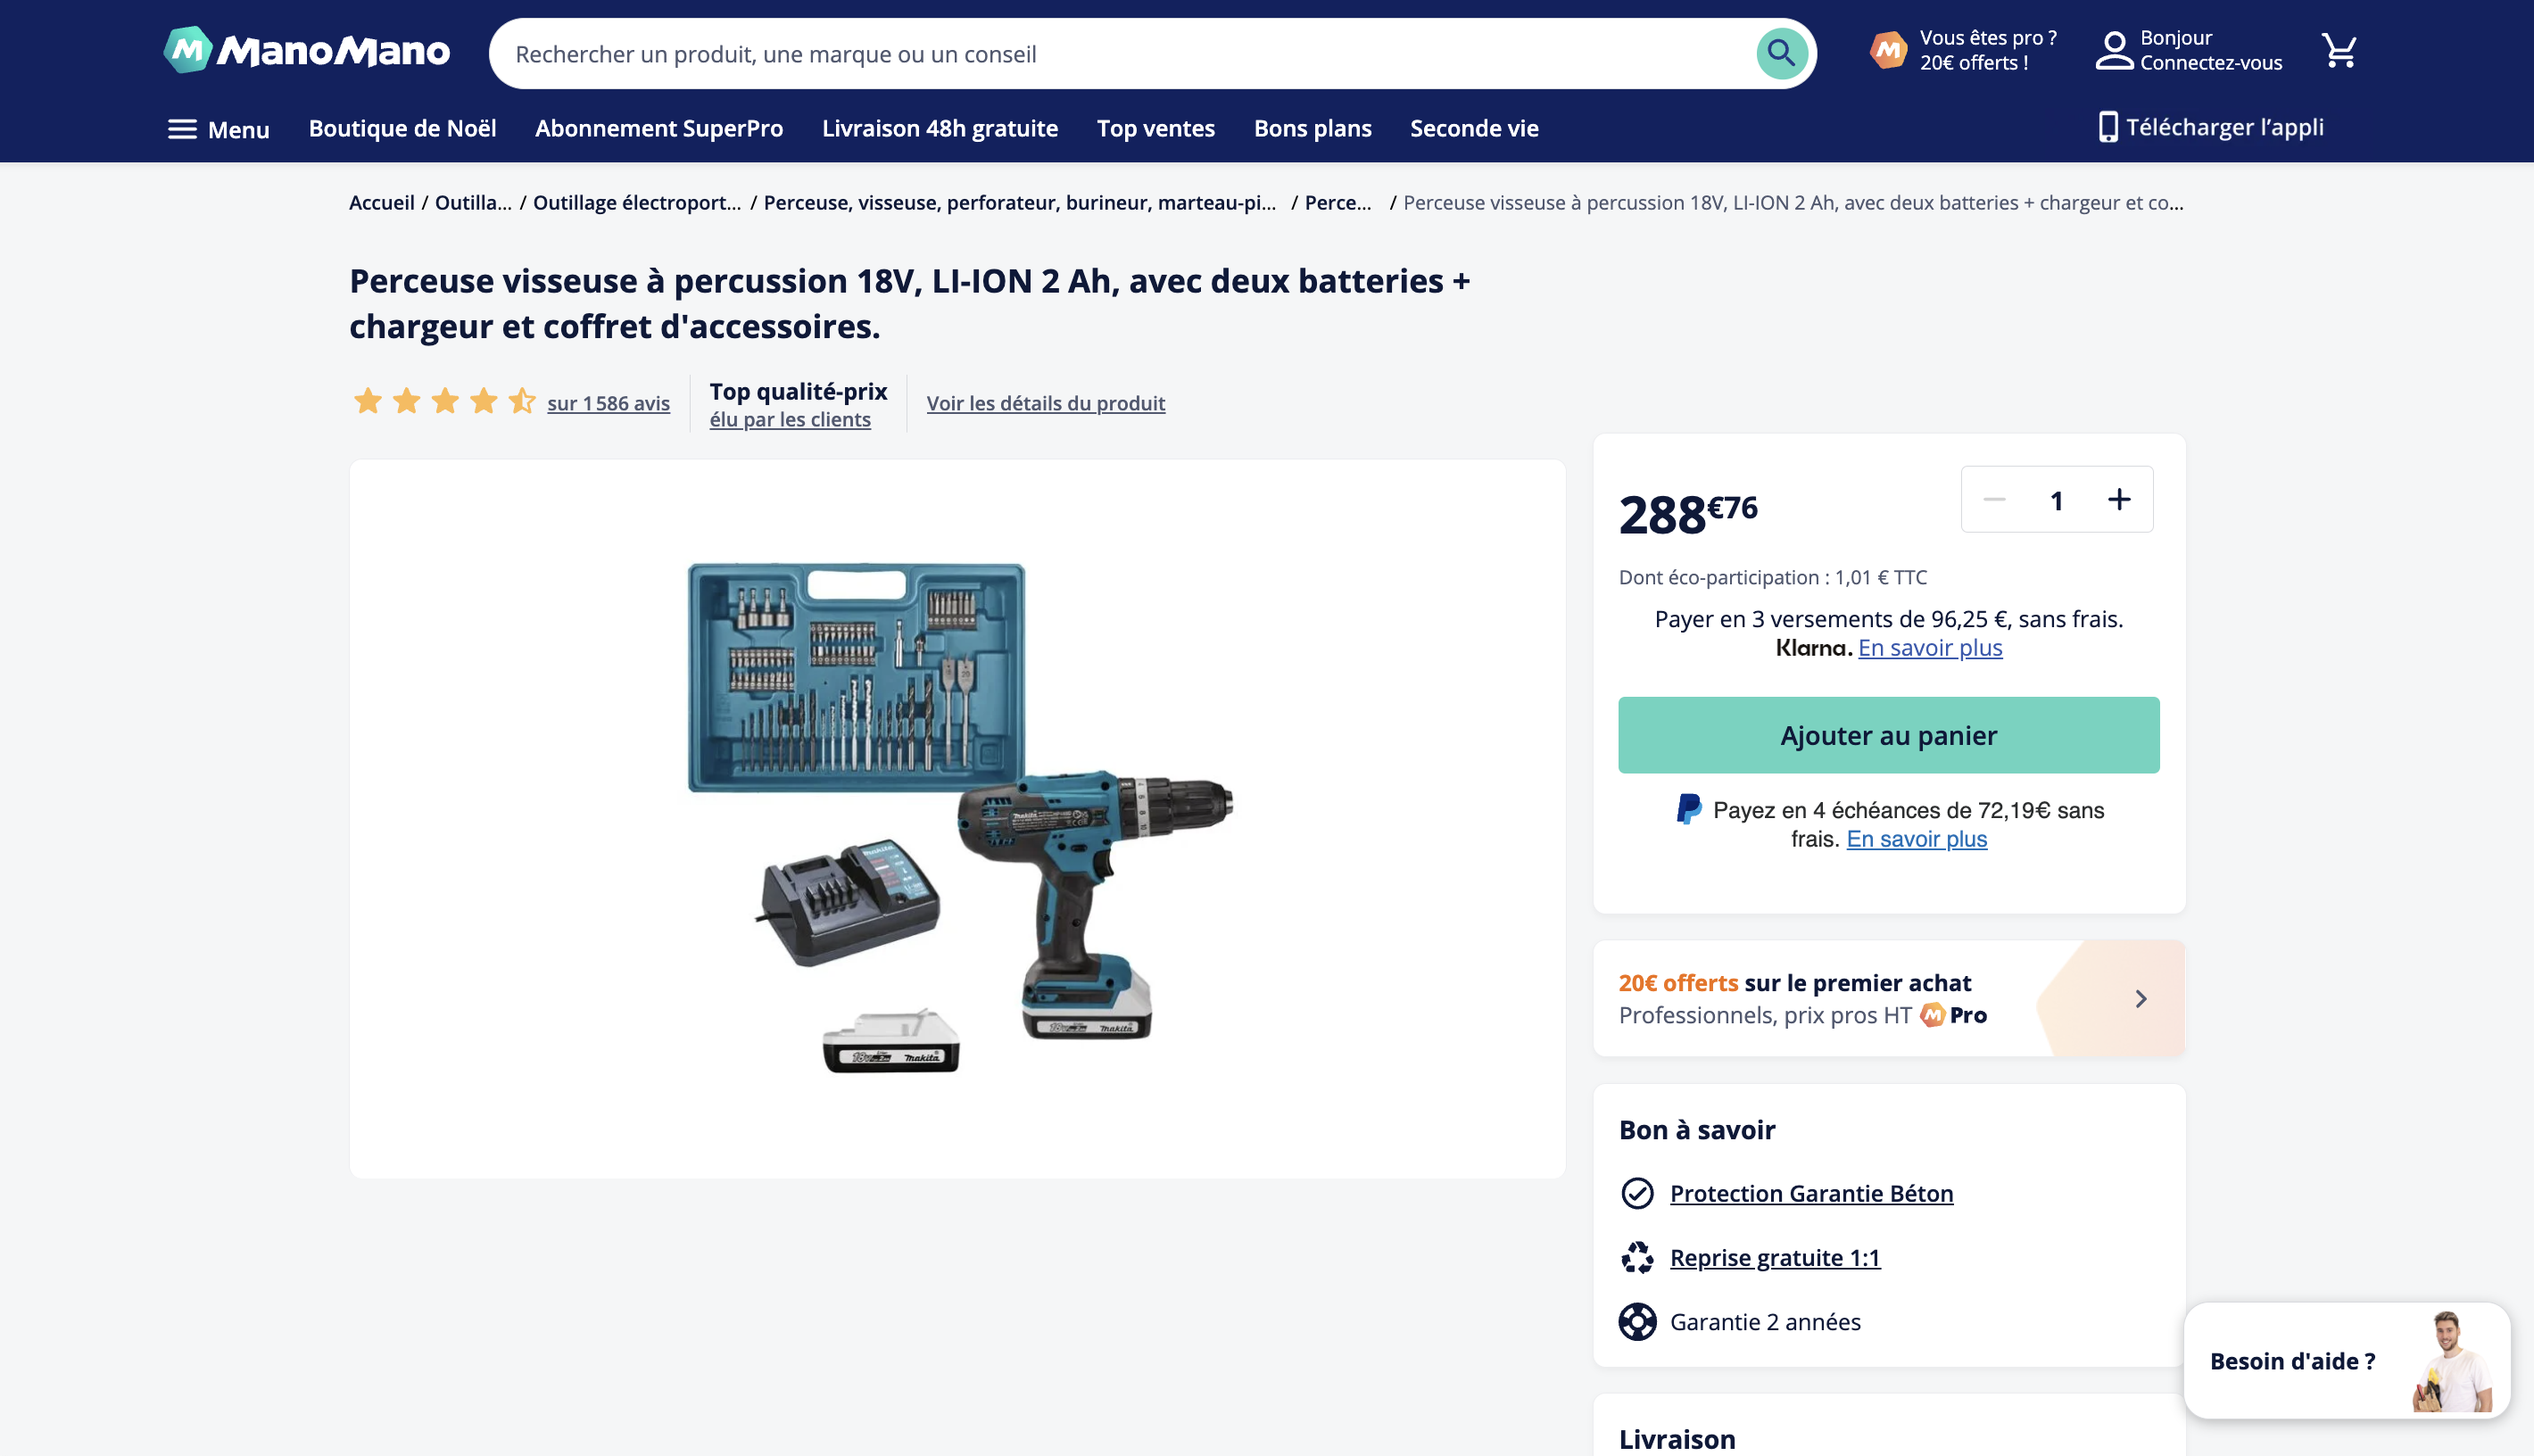 ManoMano
Rechercher un produit, une marque ou un conseil
Vous êtes pro ?
20€ offerts !
Bonjour
Connectez-vous
Menu
Boutique de Noël
Abonnement SuperPro
Livraison 48h gratuite
Top ventes
Bons plans
Seconde vie
Télécharger l’appli
Accueil / Outilla... / Outillage électroport... / Perceuse, visseuse, perforateur, burineur, marteau-pi... / Perce... / Perceuse visseuse à percussion 18V, LI-ION 2 Ah, avec deux batteries + chargeur et co...
Perceuse visseuse à percussion 18V, LI-ION 2 Ah, avec deux batteries +
chargeur et coffret d'accessoires.
sur 1 586 avis
Top qualité-prix
élu par les clients
Voir les détails du produit
288€76
1
Dont éco-participation : 1,01 € TTC
Payer en 3 versements de 96,25 €, sans frais.
Klarna. En savoir plus
Ajouter au panier
Payez en 4 échéances de 72,19€ sans
frais. En savoir plus
makita
makita
18V makita
18V makita
20€ offerts sur le premier achat
Professionnels, prix pros HT M Pro
Bon à savoir
Protection Garantie Béton
Reprise gratuite 1:1
Garantie 2 années
Besoin d'aide ?
Livraison